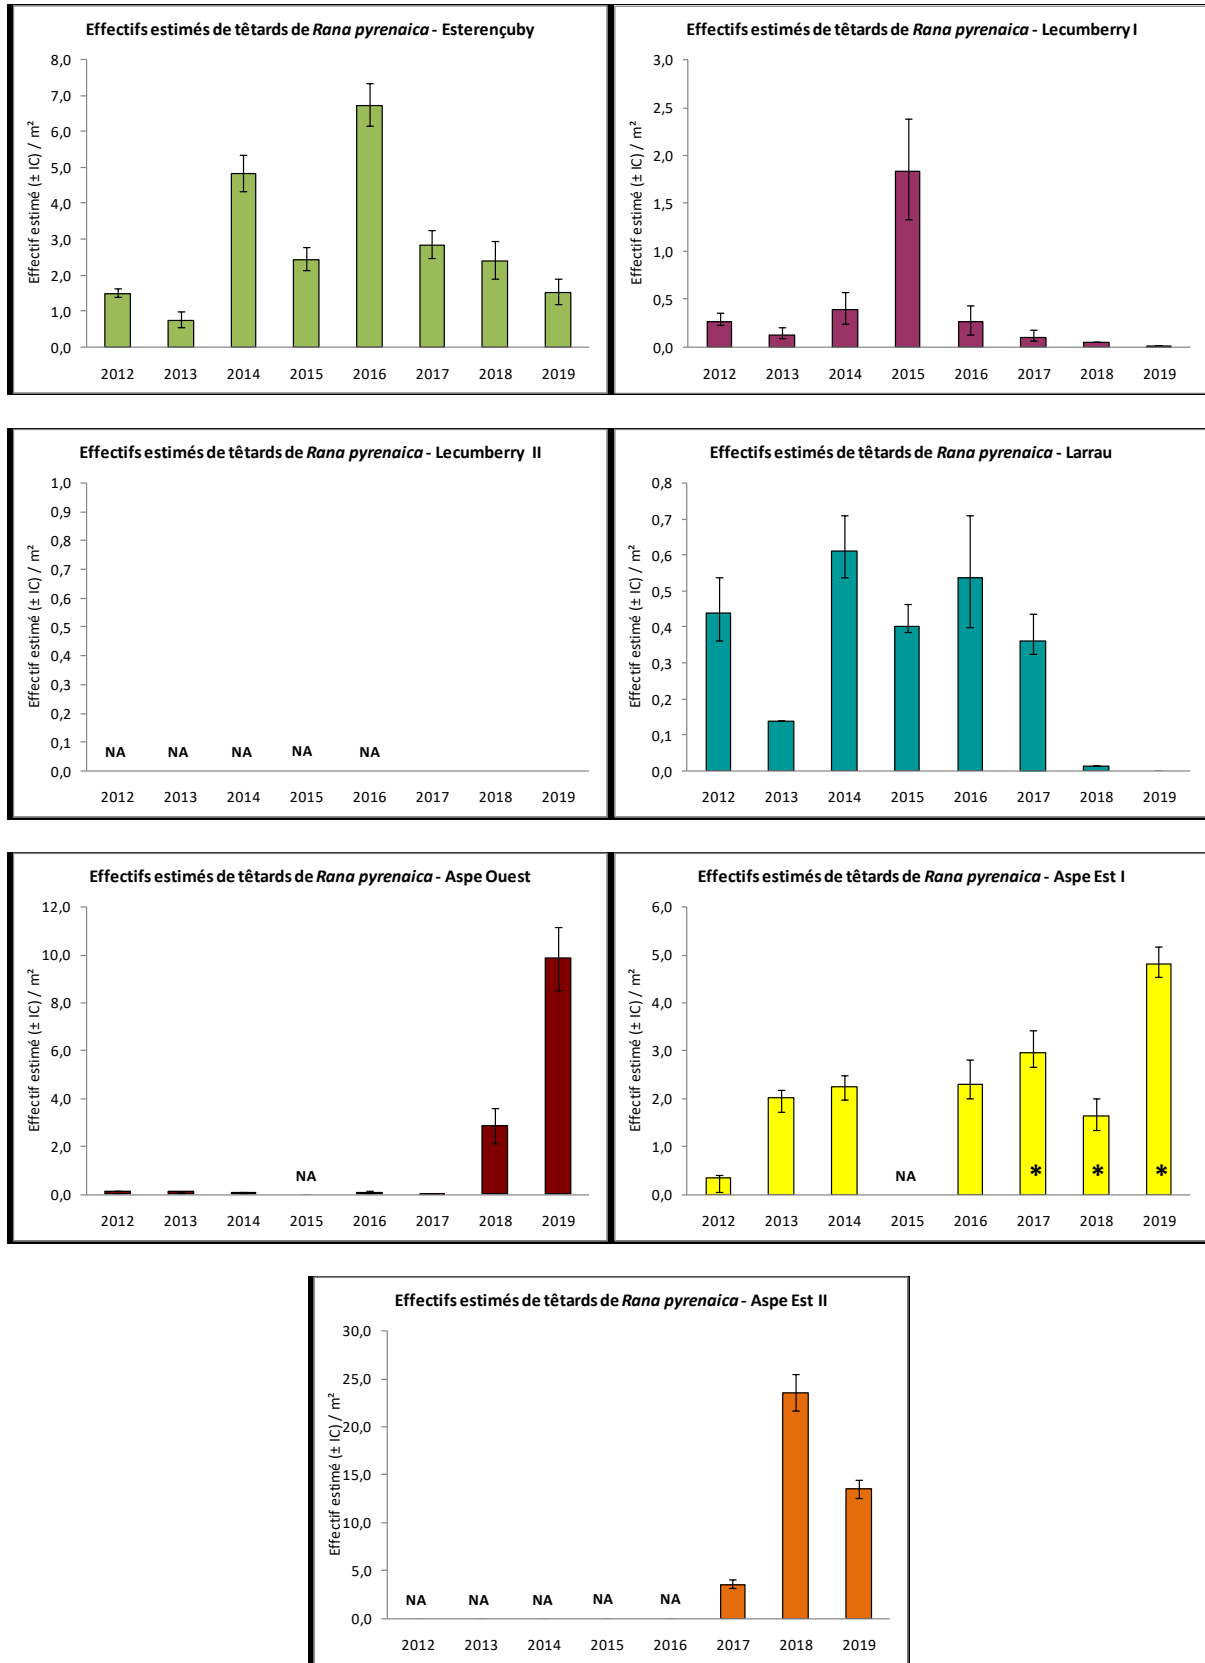 Effectifs estimés de têtards de Rana pyrenaica - Esterençuby
Effectif estimé (± IC) / m²
8,0
7,0
6,0
5,0
4,0
3,0
2,0
1,0
0,0
2012 2013 2014 2015 2016 2017 2018 2019
Effectifs estimés de têtards de Rana pyrenaica - Lecumberry I
Effectif estimé (± IC) / m²
3,0
2,5
2,0
1,5
1,0
0,5
0,0
2012 2013 2014 2015 2016 2017 2018 2019
Effectifs estimés de têtards de Rana pyrenaica - Lecumberry II
Effectif estimé (± IC) / m²
1,0
0,9
0,8
0,7
0,6
0,5
0,4
0,3
0,2
0,1
0,0
NA NA NA NA NA
2012 2013 2014 2015 2016 2017 2018 2019
Effectifs estimés de têtards de Rana pyrenaica - Larrau
Effectif estimé (± IC) / m²
0,8
0,7
0,6
0,5
0,4
0,3
0,2
0,1
0,0
2012 2013 2014 2015 2016 2017 2018 2019
Effectifs estimés de têtards de Rana pyrenaica - Aspe Ouest
Effectif estimé (± IC) / m²
12,0
10,0
8,0
6,0
4,0
2,0
0,0
NA
2012 2013 2014 2015 2016 2017 2018 2019
Effectifs estimés de têtards de Rana pyrenaica - Aspe Est I
Effectif estimé (± IC) / m²
6,0
5,0
4,0
3,0
2,0
1,0
0,0
NA * * *
2012 2013 2014 2015 2016 2017 2018 2019
Effectifs estimés de têtards de Rana pyrenaica - Aspe Est II
Effectif estimé (± IC) / m²
30,0
25,0
20,0
15,0
10,0
5,0
0,0
NA NA NA NA NA
2012 2013 2014 2015 2016 2017 2018 2019